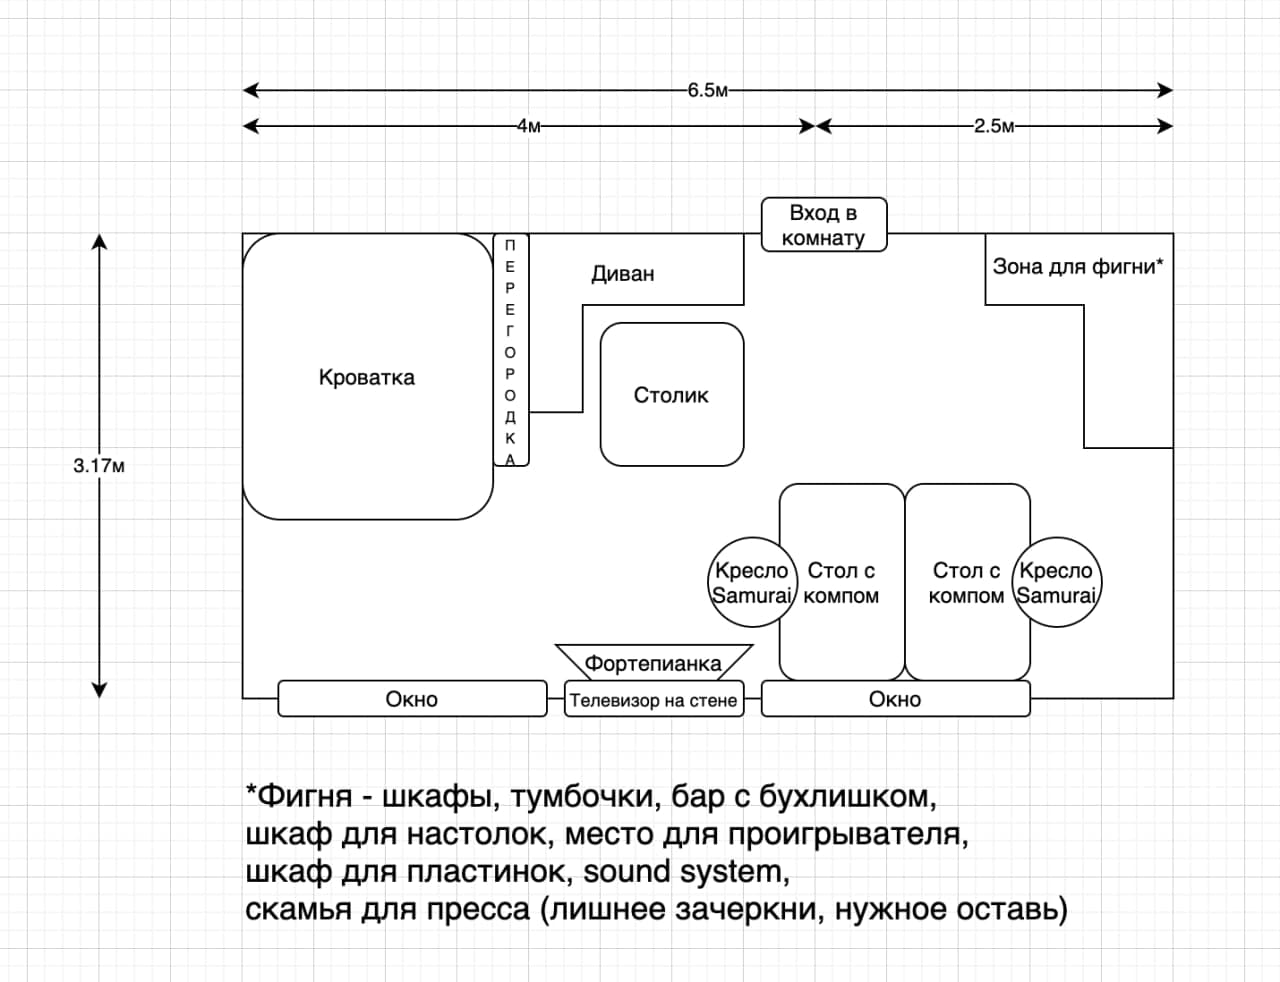 6.5м
4м
2.5м
Вход в
комнату
ПЕРЕГОРОДКА
Диван
Зона для фигни*
Кроватка
Столик
3.17м
Кресло
Samurai
Стол с
компом
Стол с
компом
Кресло
Samurai
Фортепианка
Окно
Телевизор на стене
Окно
*Фигня - шкафы, тумбочки, бар с бухлишком,
шкаф для настолок, место для проигрывателя,
шкаф для пластинок, sound system,
скамья для пресса (лишнее зачеркни, нужное оставь)